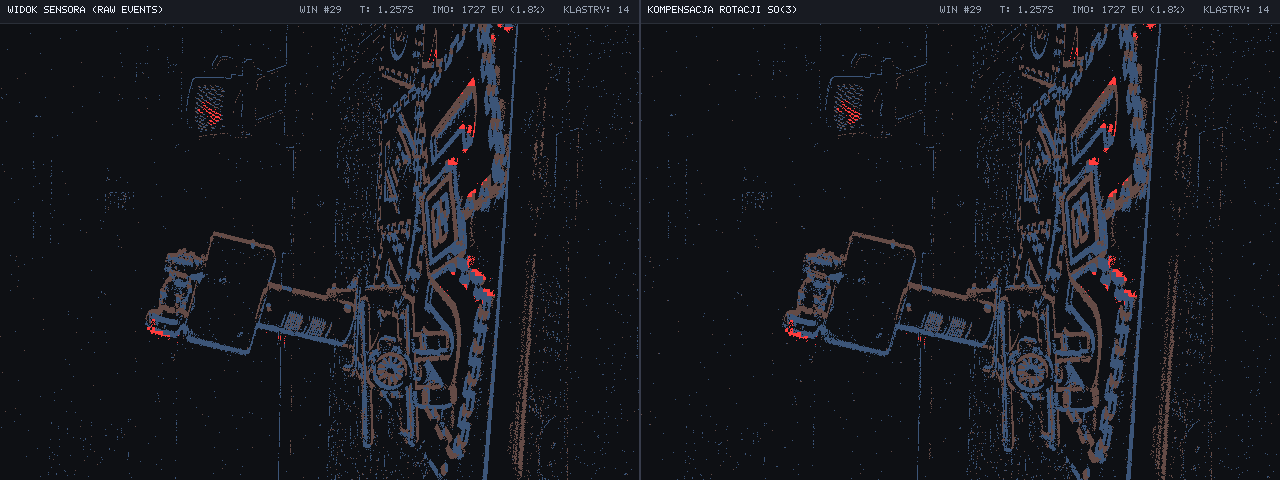 WIDOK SENSORA (RAW EVENTS) WIN #29 T: 1.257S IMO: 1727 EV (1.8%) KLASTRY: 14
KOMPENSACJA ROTACJI SO(3) WIN #29 T: 1.257S IMO: 1727 EV (1.8%) KLASTRY: 14